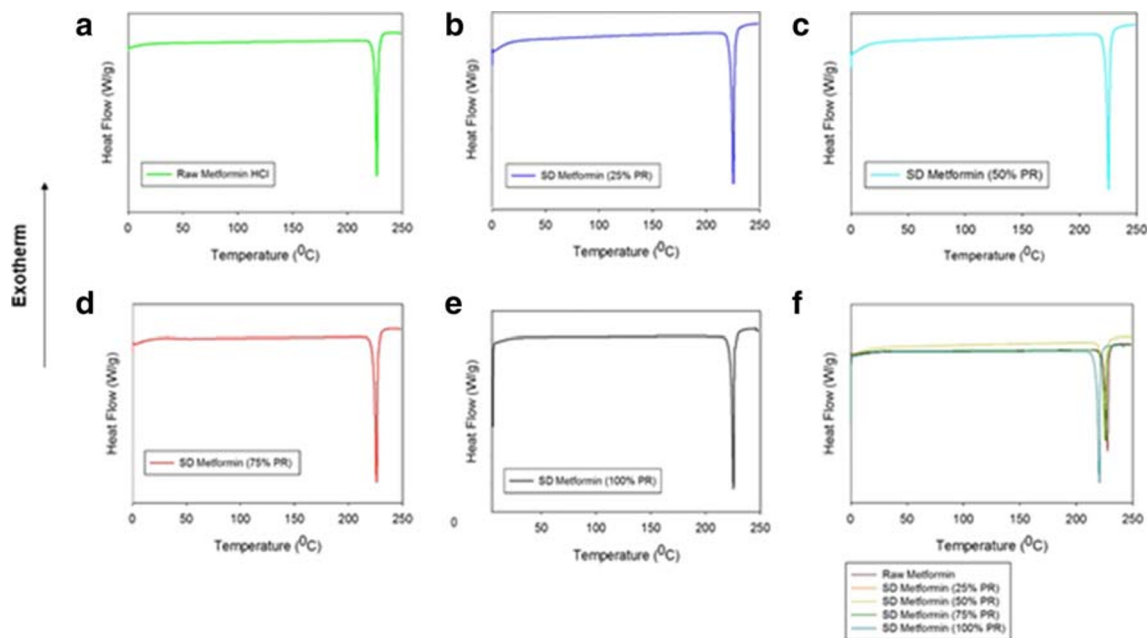 a
Heat Flow (W/g)
Raw Metformin HCl
0 50 100 150 200 250
Temperature (⁰C)
b
Heat Flow (W/g)
SD Metformin (25% PR)
0 50 100 150 200 250
Temperature (⁰C)
c
Heat Flow (W/g)
SD Metformin (50% PR)
0 50 100 150 200 250
Temperature (⁰C)
Exotherm
d
Heat Flow (W/g)
SD Metformin (75% PR)
0 50 100 150 200 250
Temperature (⁰C)
e
Heat Flow (W/g)
SD Metformin (100% PR)
0 50 100 150 200 250
Temperature (⁰C)
f
Heat Flow (W/g)
0 50 100 150 200 250
Temperature (⁰C)
Raw Metformin
SD Metformin (25% PR)
SD Metformin (50% PR)
SD Metformin (75% PR)
SD Metformin (100% PR)